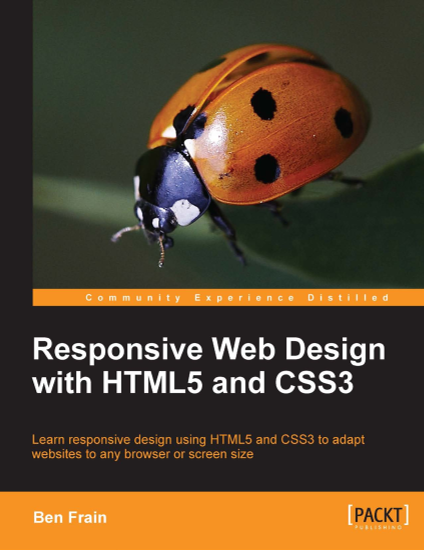 Community Experience Distilled
Responsive Web Design
with HTML5 and CSS3
Learn responsive design using HTML5 and CSS3 to adapt
websites to any browser or screen size
Ben Frain
[PACKT]
PUBLISHING